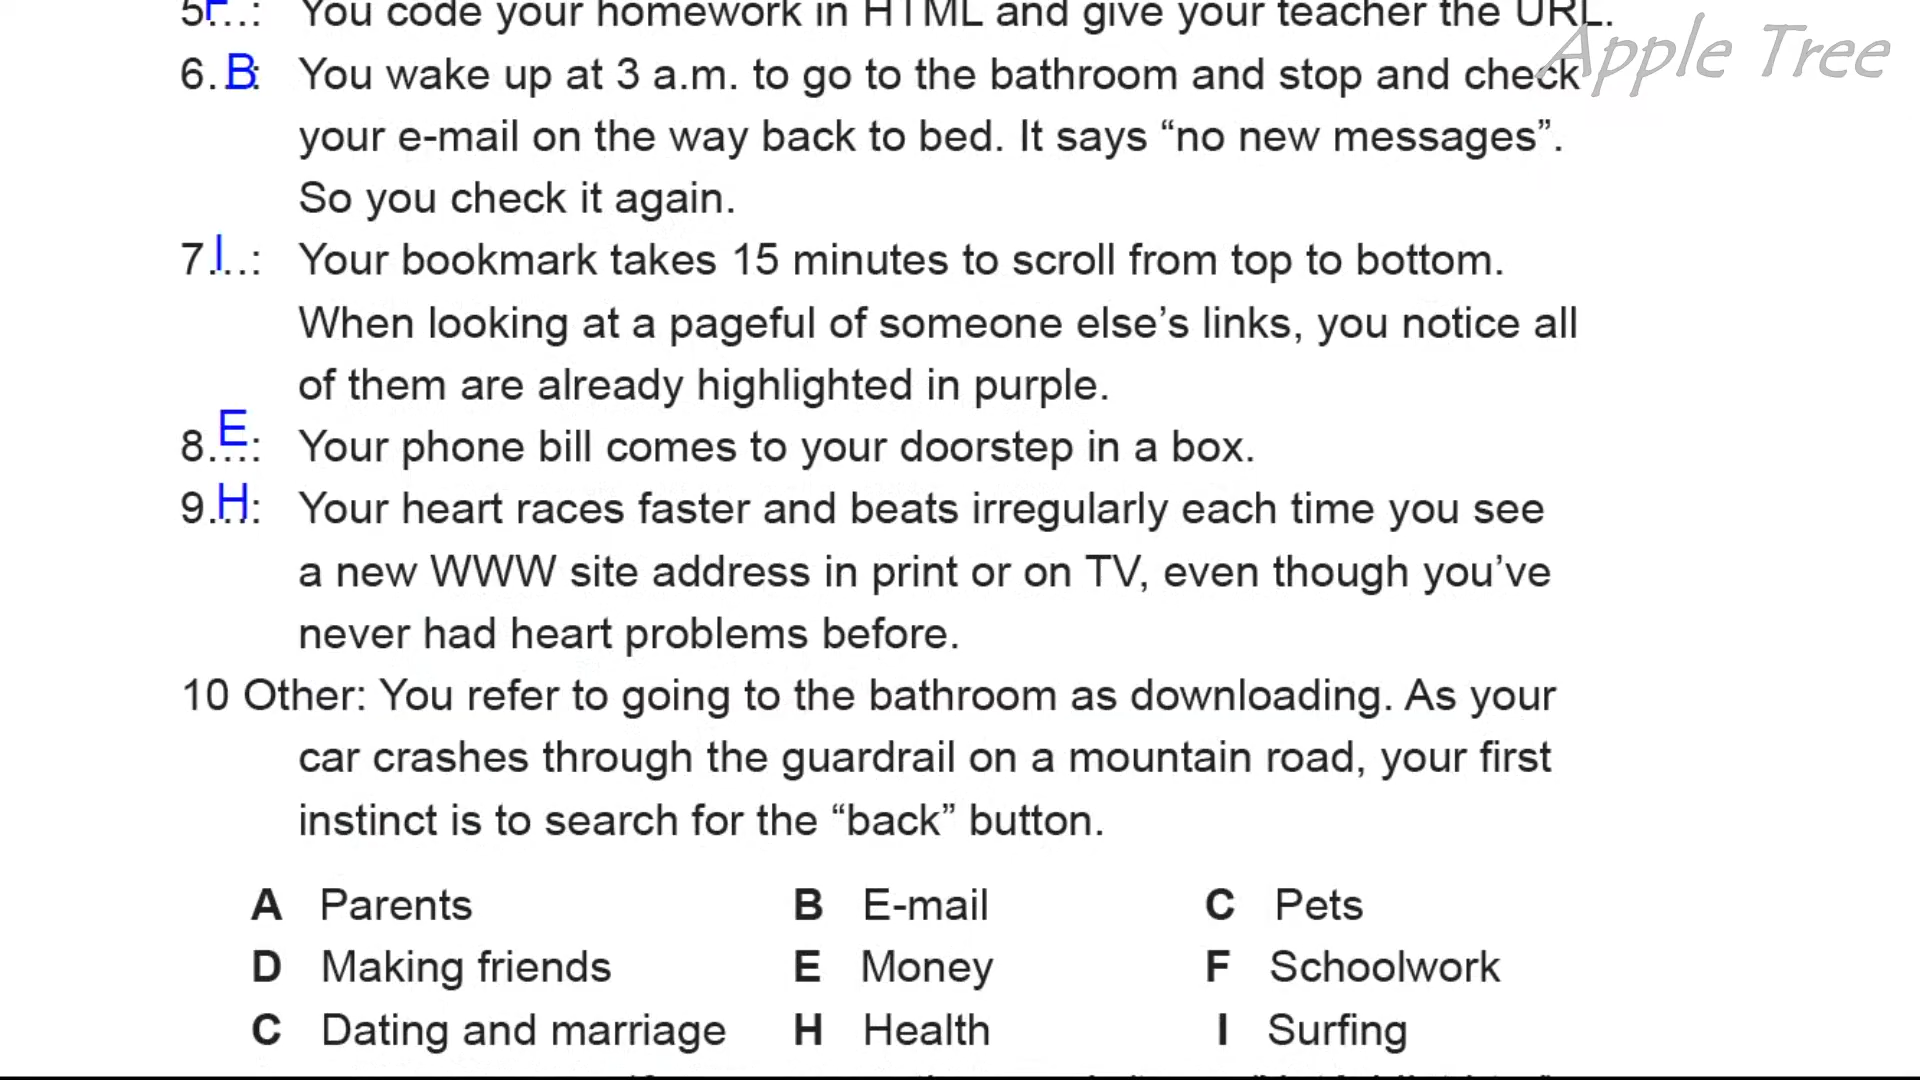 5 F...: You code your homework in HTML and give your teacher the URL.
Apple Tree
6..B: You wake up at 3 a.m. to go to the bathroom and stop and check
your e-mail on the way back to bed. It says “no new messages”.
So you check it again.
7.I..: Your bookmark takes 15 minutes to scroll from top to bottom.
When looking at a pageful of someone else’s links, you notice all
of them are already highlighted in purple.
8.E..: Your phone bill comes to your doorstep in a box.
9.H..: Your heart races faster and beats irregularly each time you see
a new WWW site address in print or on TV, even though you’ve
never had heart problems before.
10 Other: You refer to going to the bathroom as downloading. As your
car crashes through the guardrail on a mountain road, your first
instinct is to search for the “back” button.
A Parents B E-mail C Pets
D Making friends E Money F Schoolwork
C Dating and marriage H Health I Surfing